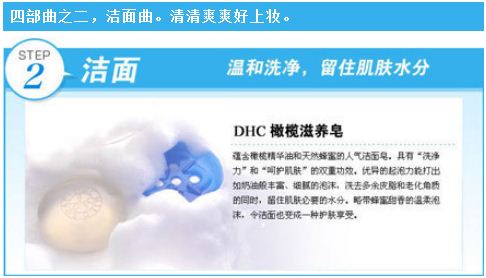 四部曲之二，洁面曲。清清爽爽好上妆。
STEP
2
洁面
温和洗净，留住肌肤水分
DHC 橄榄滋养皂
蕴含橄榄精华油和天然蜂蜜的人气洁面皂。具有“洗净
力”和“呵护肌肤”的双重功效。优异的起泡力能打出
如奶油般丰富、细腻的泡沫，洗去多余皮脂和老化角质
的同时，留住肌肤必要的水分。略带蜂蜜甜香的温柔泡
沫，令洁面也变成一种肤享受。